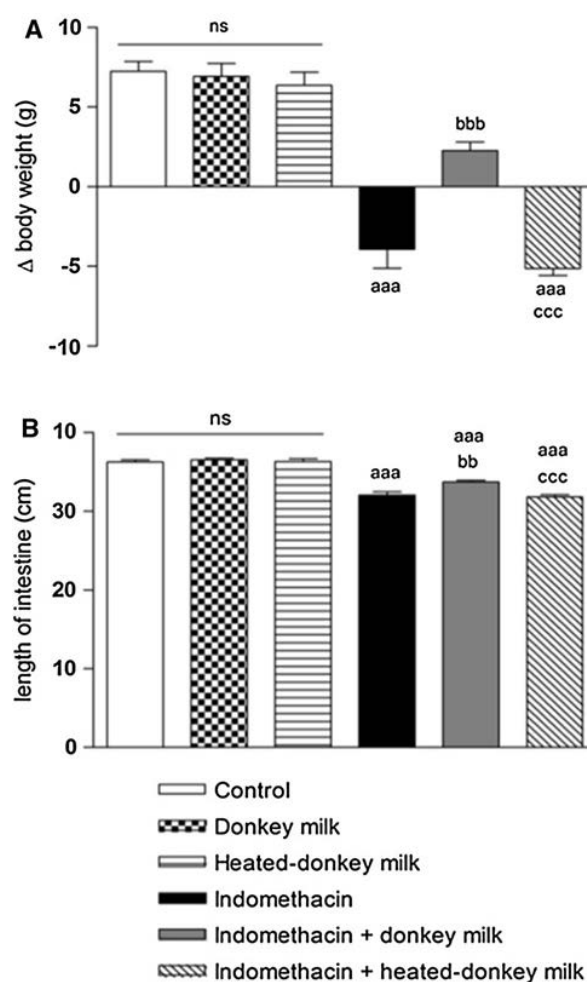 A
ns
10
5
0
-5
-10
Δ body weight (g)
bbb
aaa
aaa
ccc
B
ns
10
30
20
10
0
length of intestine (cm)
aaa
aaa
bb
aaa
ccc
Control
Donkey milk
Heated-donkey milk
Indomethacin
Indomethacin + donkey milk
Indomethacin + heated-donkey milk